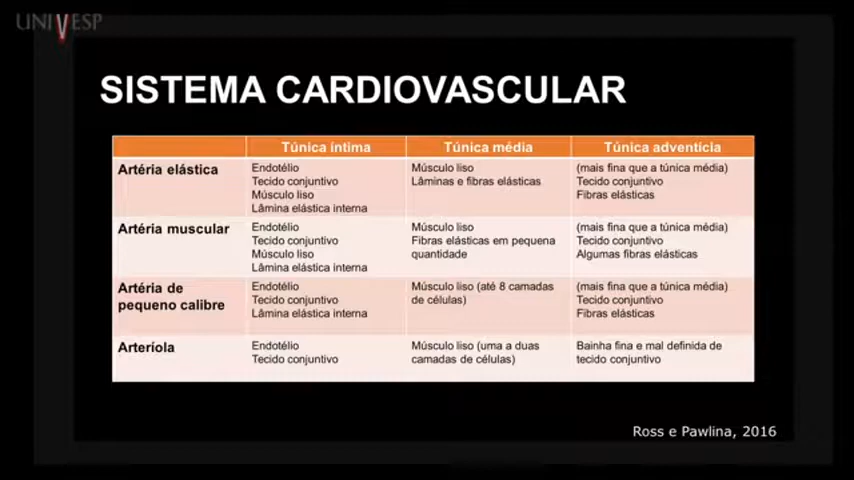 UNIVESP
SISTEMA CARDIOVASCULAR
Túnica íntima Túnica média Túnica adventícia
Artéria elástica
Endotélio
Tecido conjuntivo
Músculo liso
Lâmina elástica interna
Músculo liso
Lâminas e fibras elásticas
(mais fina que a túnica média)
Tecido conjuntivo
Fibras elásticas
Artéria muscular
Endotélio
Tecido conjuntivo
Músculo liso
Lâmina elástica interna
Músculo liso
Fibras elásticas em pequena
quantidade
(mais fina que a túnica média)
Tecido conjuntivo
Algumas fibras elásticas
Artéria de
pequeno calibre
Endotélio
Tecido conjuntivo
Lâmina elástica interna
Músculo liso (até 8 camadas
de células)
(mais fina que a túnica média)
Tecido conjuntivo
Fibras elásticas
Arteríola
Endotélio
Tecido conjuntivo
Músculo liso (uma a duas
camadas de células)
Bainha fina e mal definida de
tecido conjuntivo
Ross e Pawlina, 2016